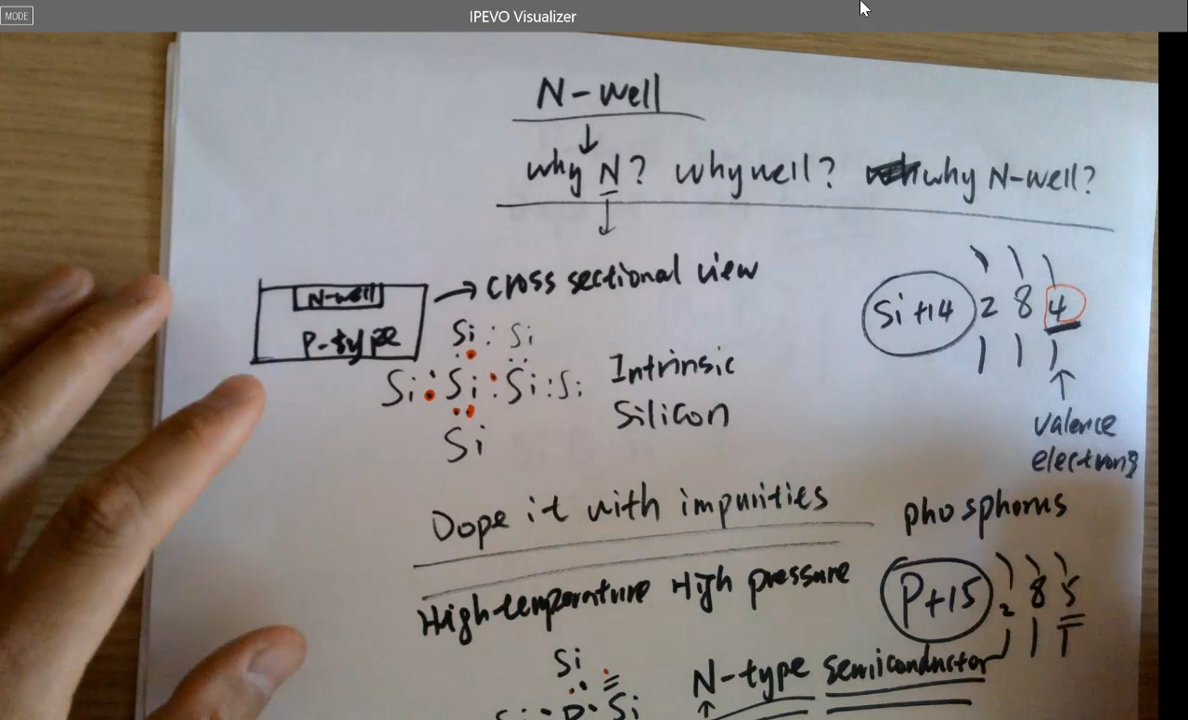 MODE
IPEVO Visualizer
N-well
why N? why well? why N-well?
cross sectional view
N-well
P-type
Si +14 2 8 4
Si : Si
Si : Si : Si : Si
Si
Intrinsic
Silicon
valence
electrons
Dope it with impurities
phosphorus
High-temperature High pressure
P+15 2 8 5
Si
N-type semiconductor
Si P Si